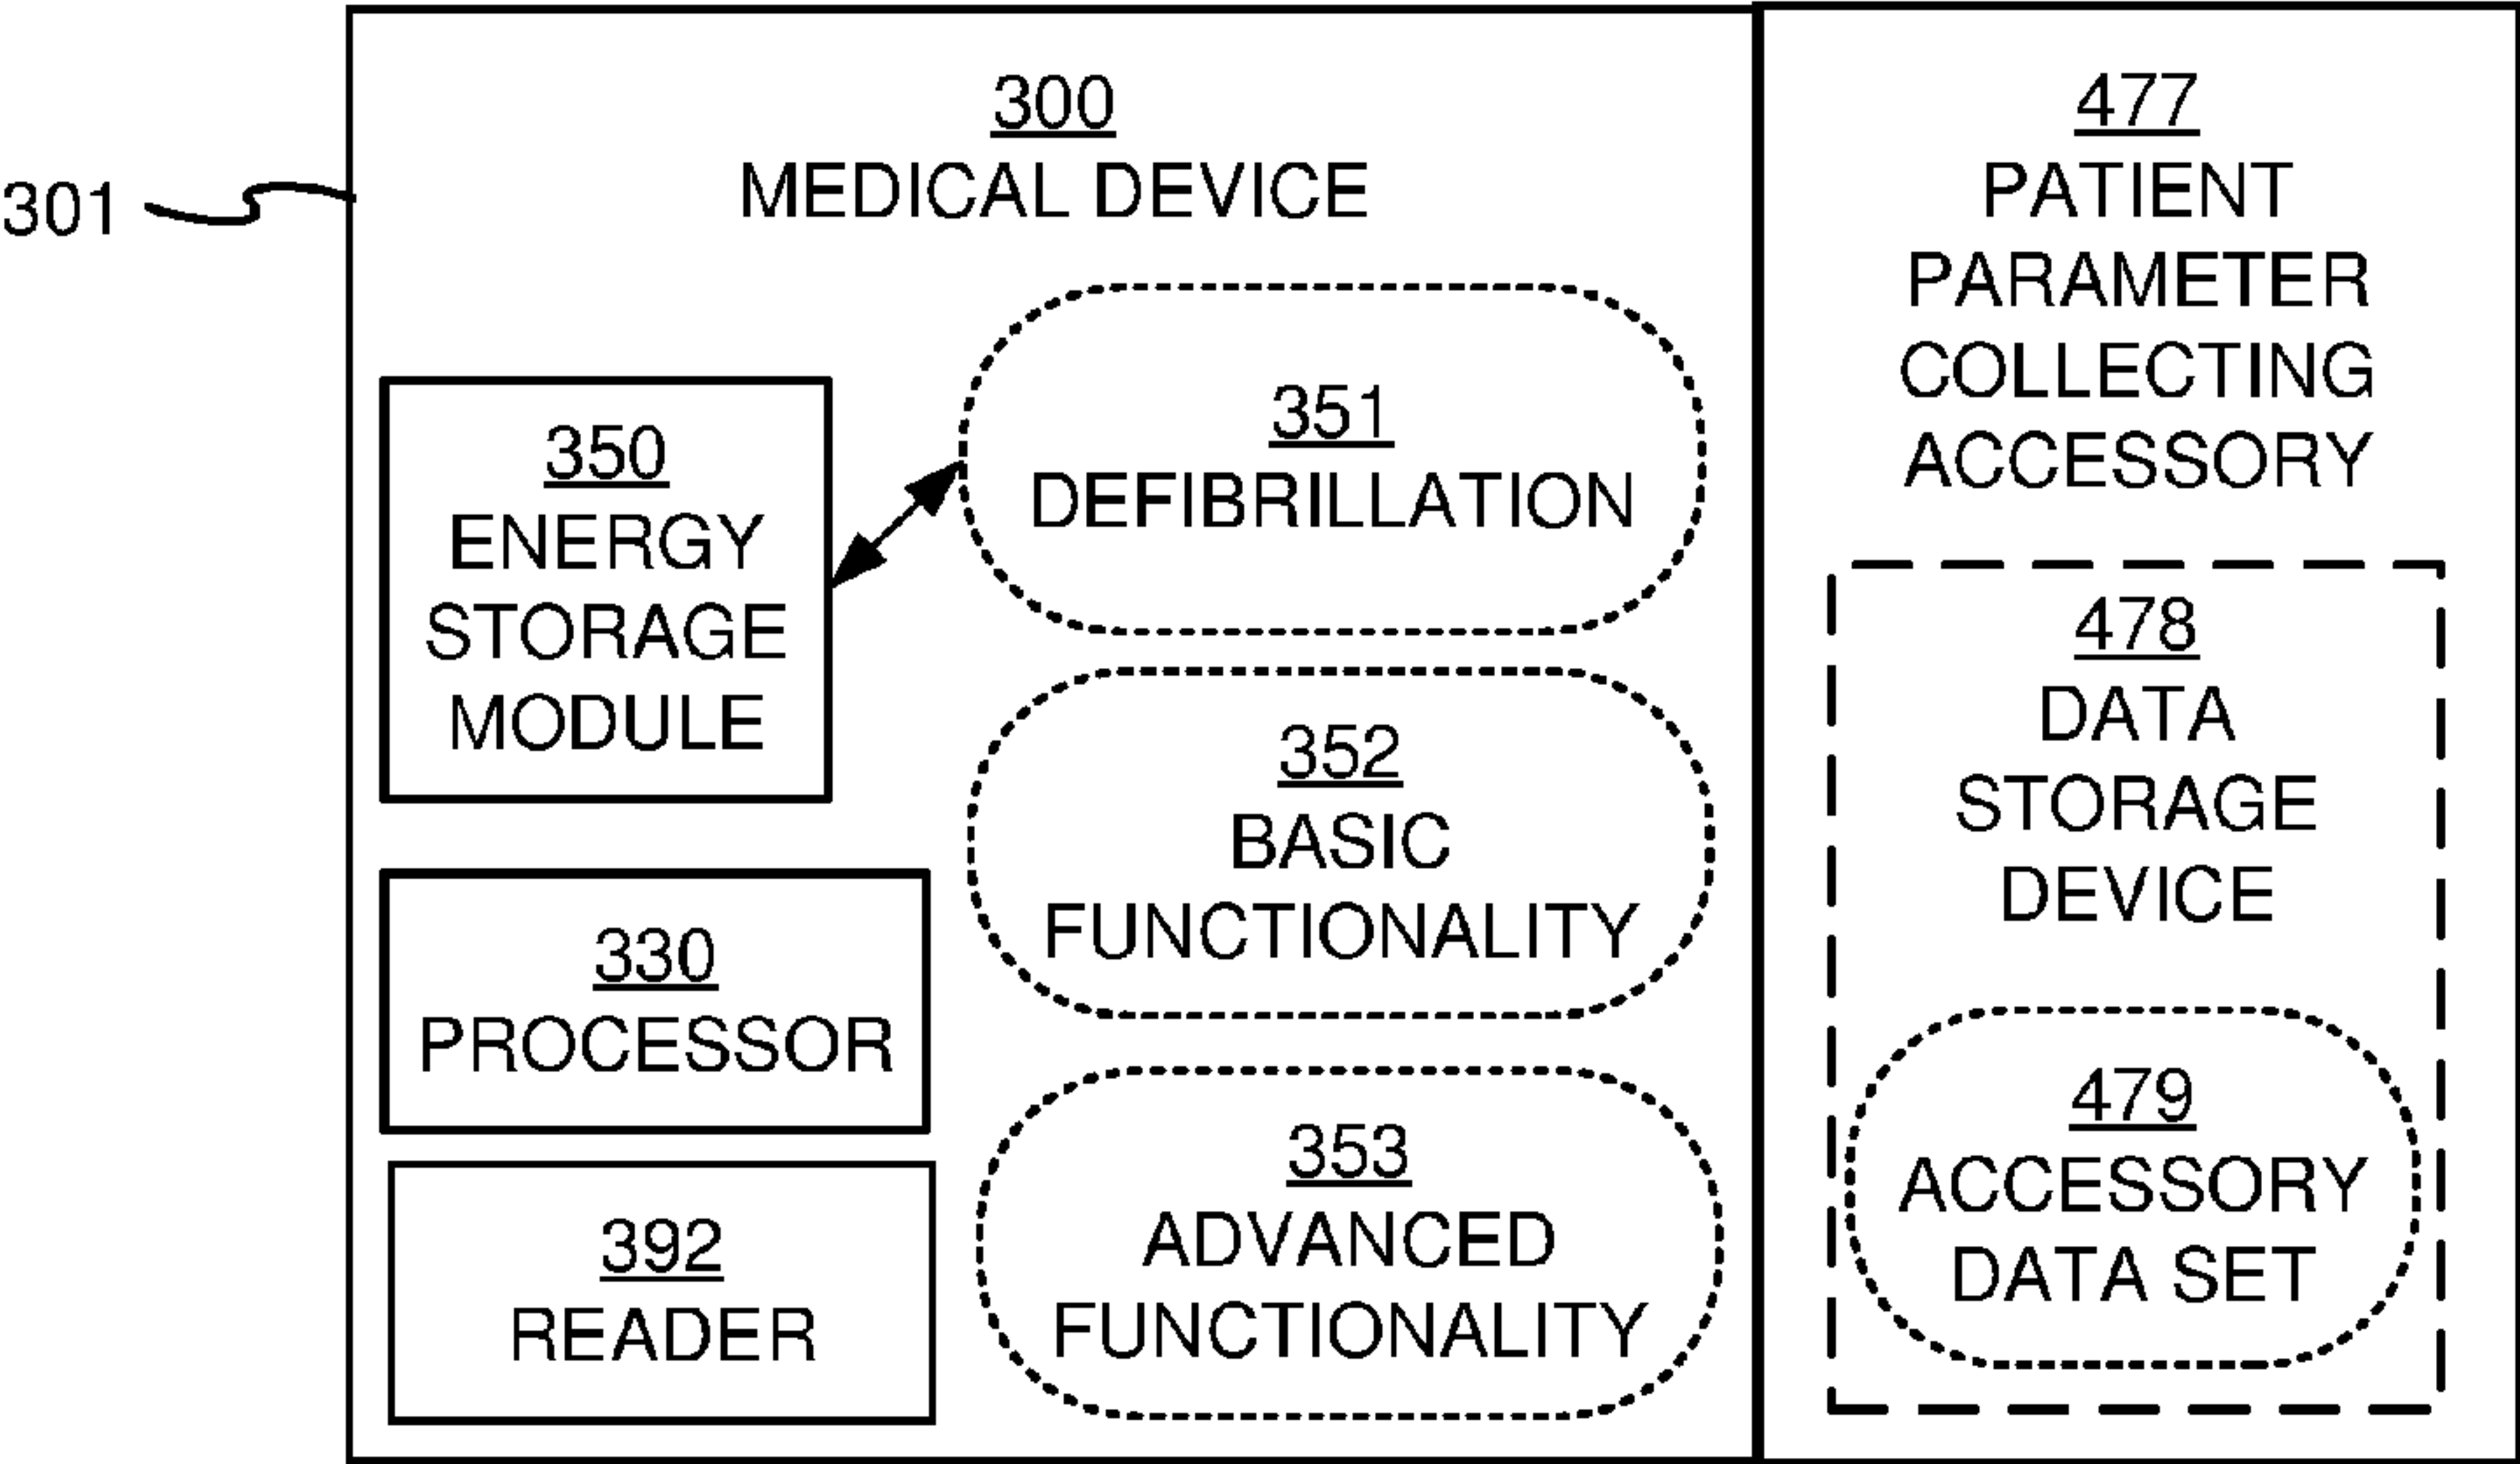 301
300
MEDICAL DEVICE
350
ENERGY
STORAGE
MODULE
351
DEFIBRILLATION
352
BASIC
FUNCTIONALITY
330
PROCESSOR
353
ADVANCED
FUNCTIONALITY
392
READER
477
PATIENT
PARAMETER
COLLECTING
ACCESSORY
478
DATA
STORAGE
DEVICE
479
ACCESSORY
DATA SET